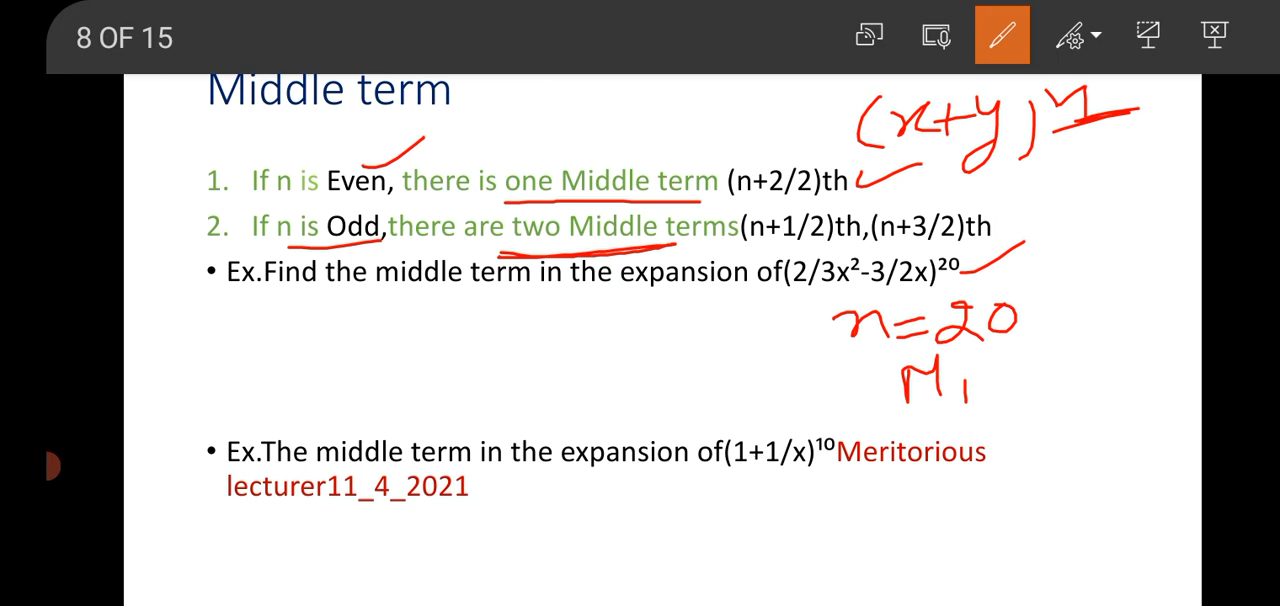 8 OF 15
Middle term
(x+y)n
1. If n is Even, there is one Middle term (n+2/2)th
2. If n is Odd,there are two Middle terms(n+1/2)th,(n+3/2)th
• Ex.Find the middle term in the expansion of(2/3x²-3/2x)²⁰
n=20
M1
• Ex.The middle term in the expansion of(1+1/x)¹⁰Meritorious
lecturer11_4_2021